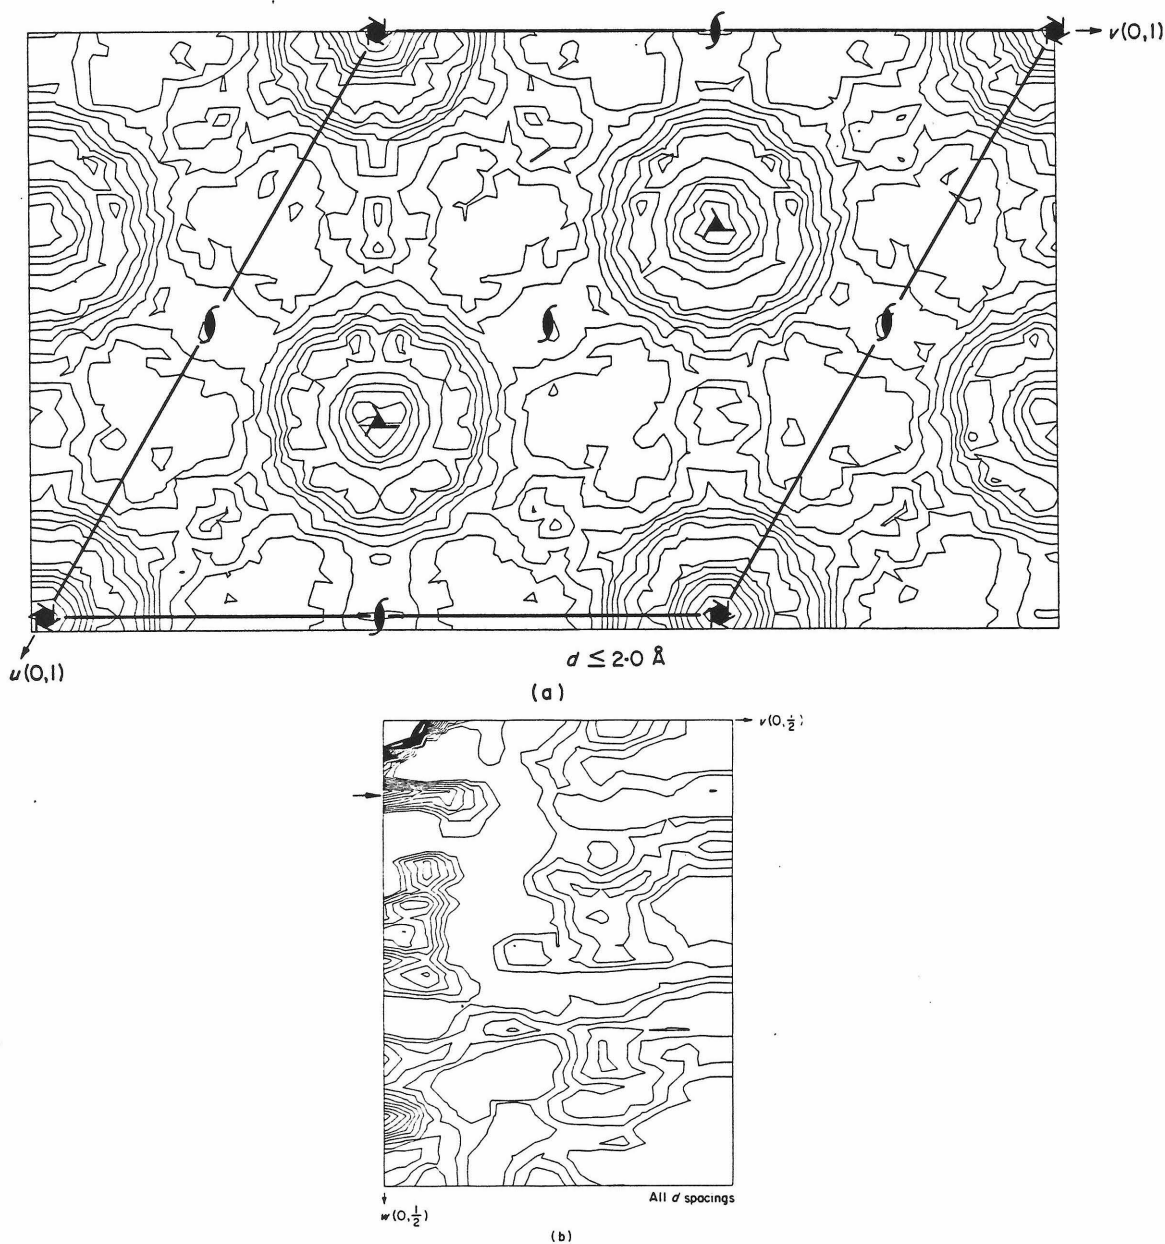 v(0,1)
u(0,1)
d ≤ 2·0 Å
(a)
v(0,½)
w(0,½)
All d spacings
(b)